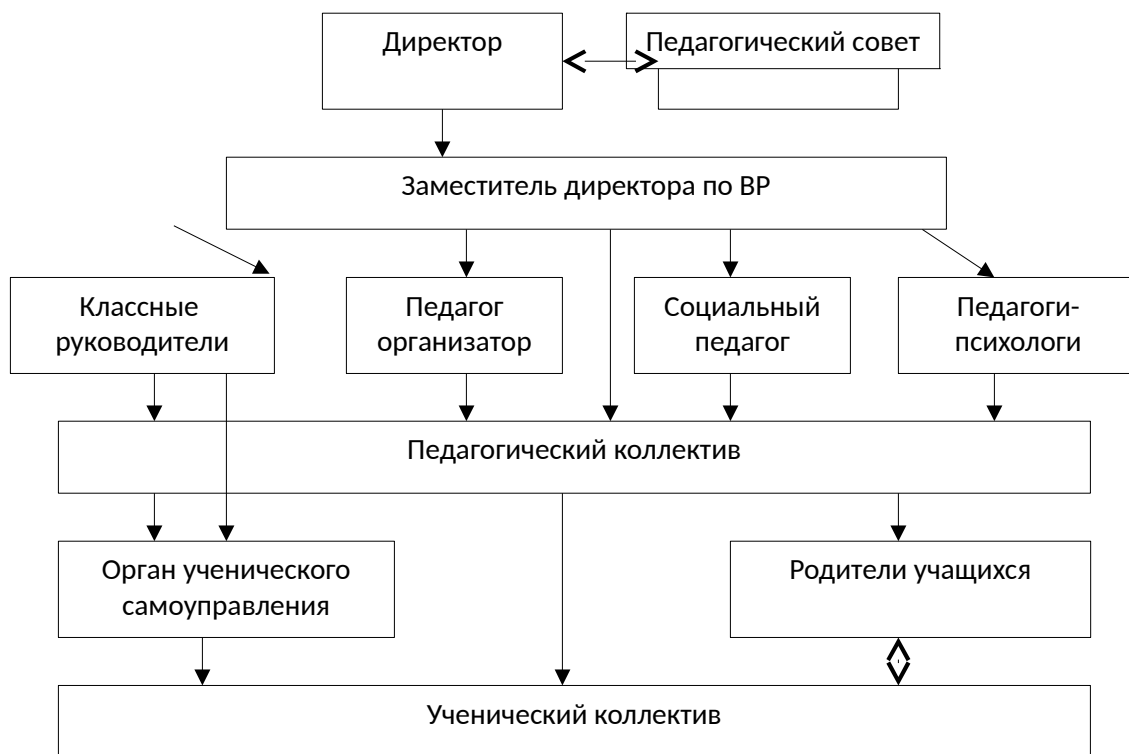 Директор
Педагогический совет
Заместитель директора по ВР
Классные
руководители
Педагог
организатор
Социальный
педагог
Педагоги-
психологи
Педагогический коллектив
Орган ученического
самоуправления
Родители учащихся
Ученический коллектив